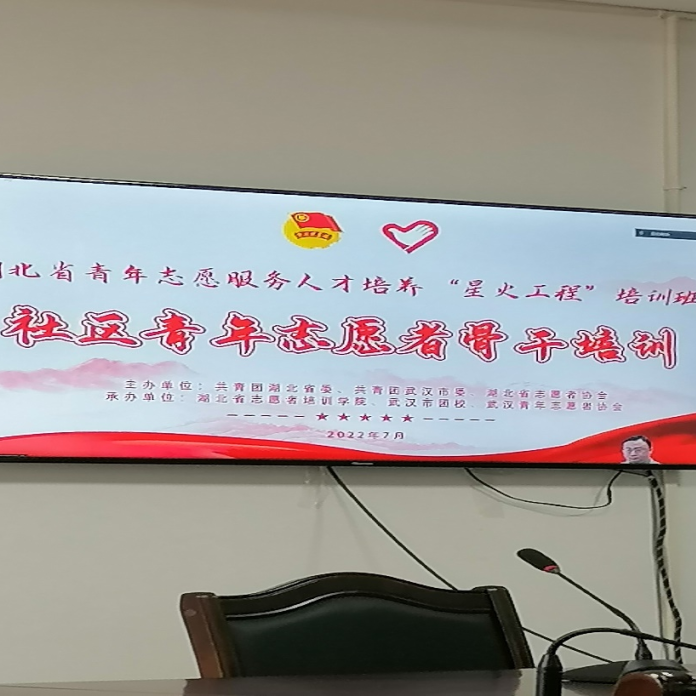 湖北省青年志愿服务人才培养“星火工程”培训班
社区青年志愿者骨干培训
主办单位：共青团湖北省委、共青团武汉市委、湖北省志愿者协会
承办单位：湖北省志愿者培训学院、武汉市团校、武汉青年志愿者协会
2022年7月
Hisense